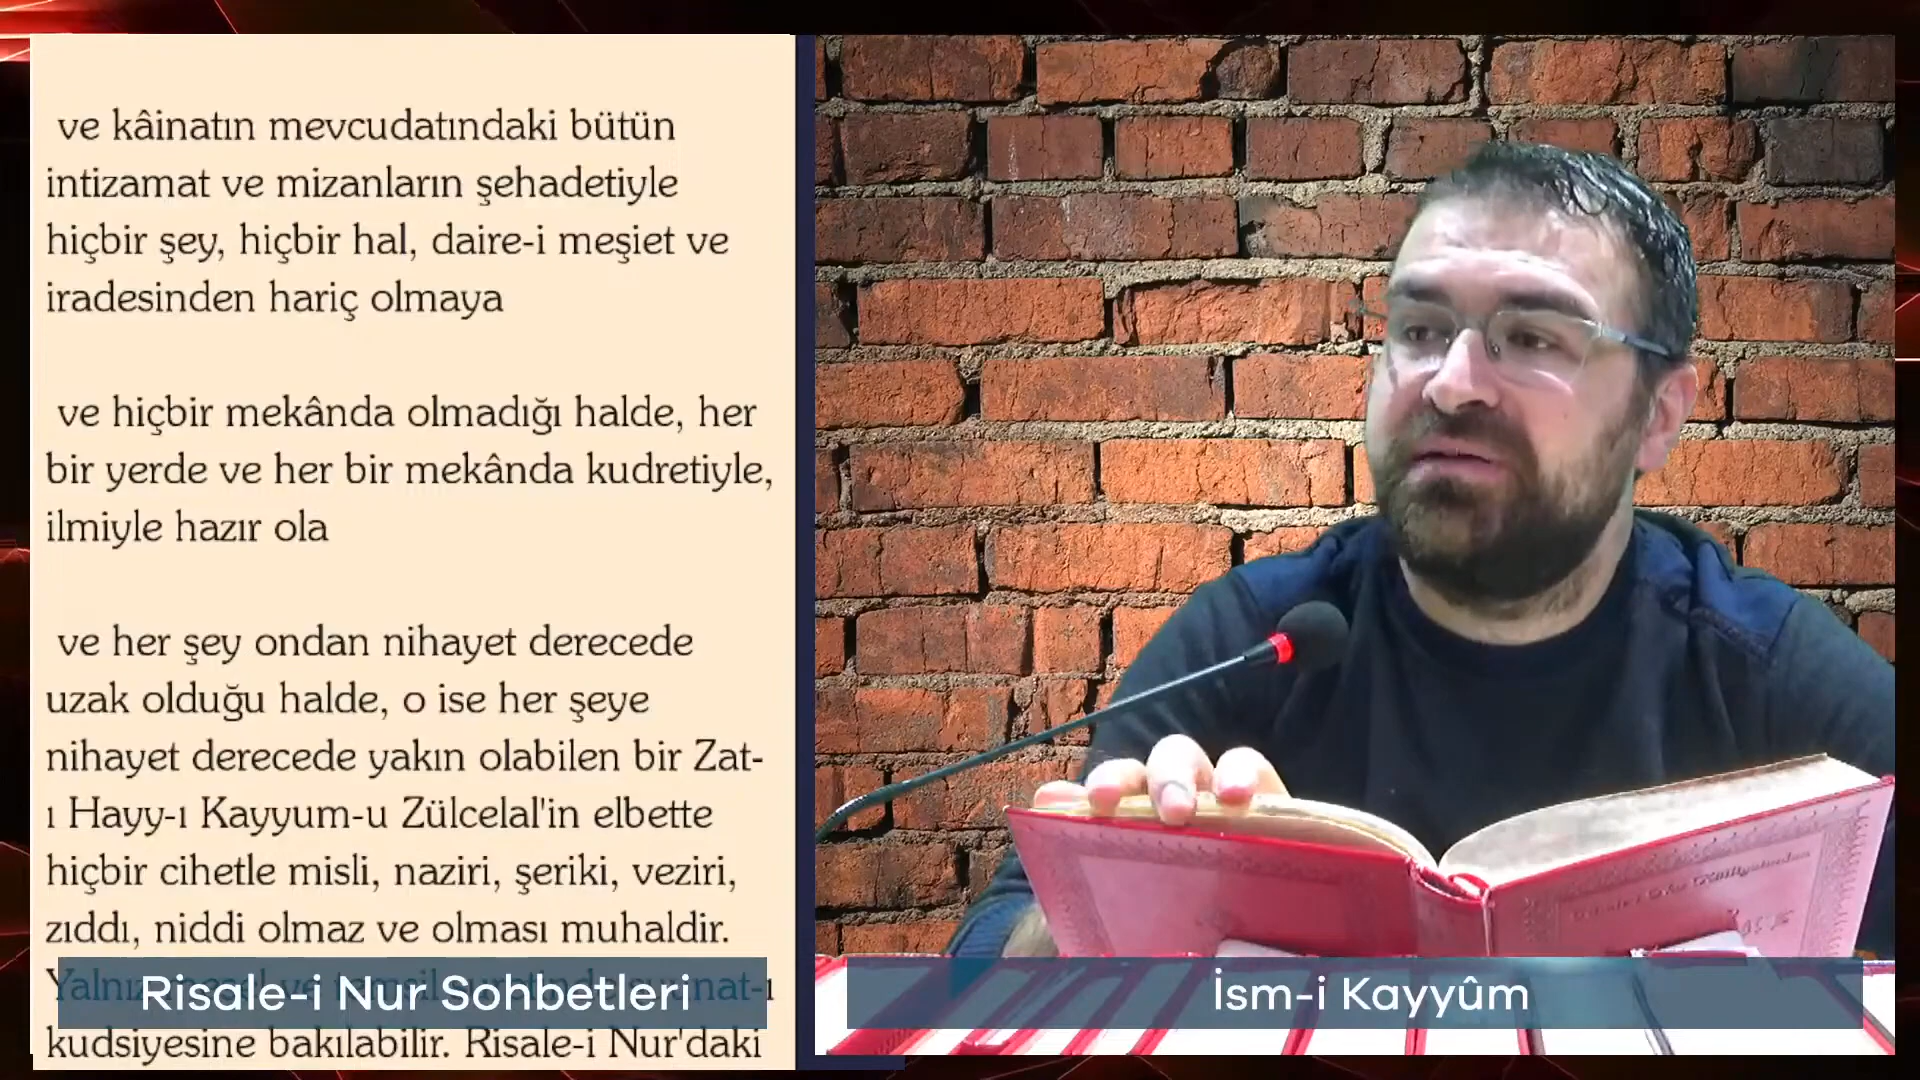 ve kâinatın mevcudatındaki bütün
intizamat ve mizanların şehadetiyle
hiçbir şey, hiçbir hal, daire-i meşiet ve
iradesinden hariç olmaya
ve hiçbir mekânda olmadığı halde, her
bir yerde ve her bir mekânda kudretiyle,
ilmiyle hazır ola
ve her şey ondan nihayet derecede
uzak olduğu halde, o ise her şeye
nihayet derecede yakın olabilen bir Zat-
ı Hayy-ı Kayyum-u Zülcelal'in elbette
hiçbir cihetle misli, naziri, şeriki, veziri,
zıddı, niddi olmaz ve olması muhaldir.
Yalnız
kudsiyesine bakılabilir. Risale-i Nur'daki
Risale-i Nur Sohbetleri
İsm-i Kayyûm